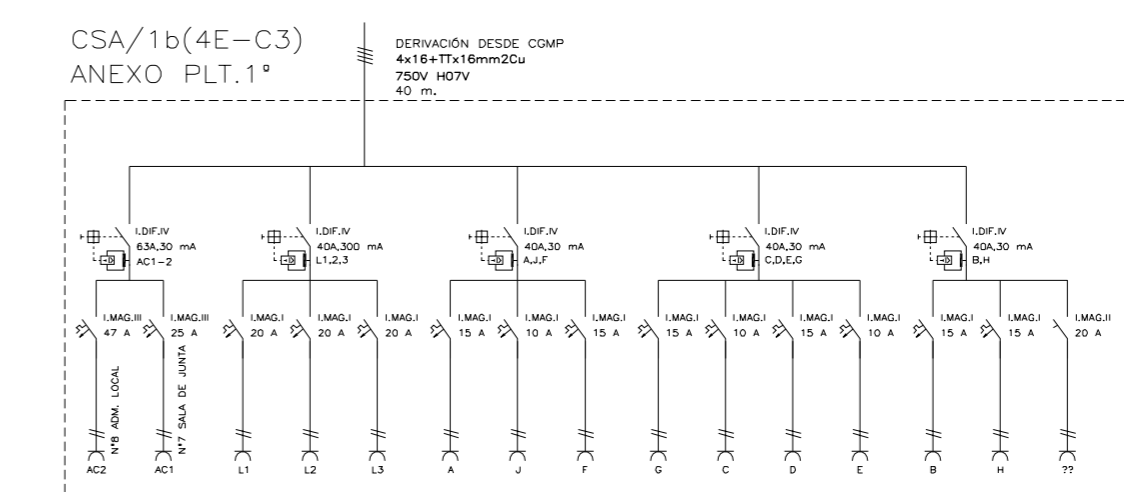 CSA/1b(4E-C3)
ANEXO PLT.1º
DERIVACIÓN DESDE CGMP
4x16+TTx16mm2Cu
750V H07V
40 m.
I.DIF.IV
63A,30 mA
AC1-2
I.DIF.IV
40A,300 mA
L1,2,3
I.DIF.IV
40A,30 mA
A,J,F
I.DIF.IV
40A,30 mA
C,D,E,G
I.DIF.IV
40A,30 mA
B,H
I.MAG.III
47 A
I.MAG.III
25 A
I.MAG.I
20 A
I.MAG.I
20 A
I.MAG.I
20 A
I.MAG.I
15 A
I.MAG.I
10 A
I.MAG.I
15 A
I.MAG.I
15 A
I.MAG.I
10 A
I.MAG.I
15 A
I.MAG.I
10 A
I.MAG.I
15 A
I.MAG.I
15 A
I.MAG.II
20 A
Nº8 ADM. LOCAL
Nº7 SALA DE JUNTA
AC2
AC1
L1
L2
L3
A
J
F
G
C
D
E
B
H
??